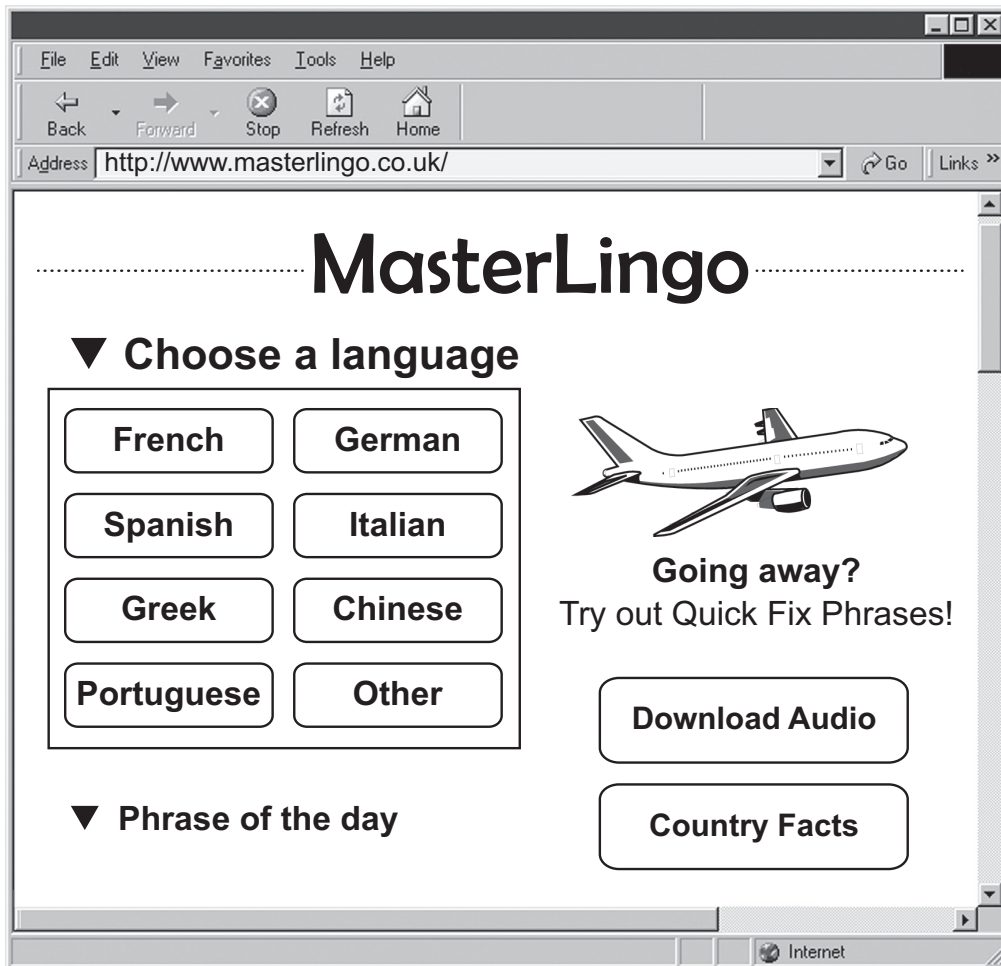 File Edit View Favorites Tools Help
Back Forward Stop Refresh Home
Address http://www.masterlingo.co.uk/ Go Links »
MasterLingo
▼ Choose a language
French German
Spanish Italian
Greek Chinese
Portuguese Other
Going away?
Try out Quick Fix Phrases!
Download Audio
Country Facts
▼ Phrase of the day
Internet